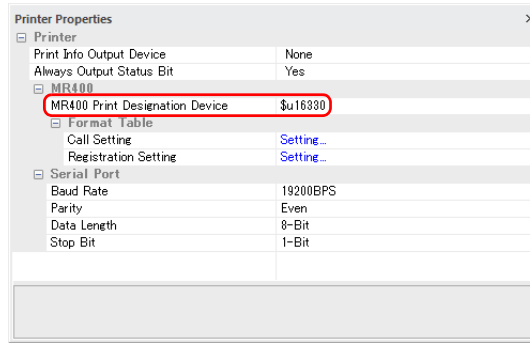 Printer Properties
Printer
Print Info Output Device None
Always Output Status Bit Yes
MR400
MR400 Print Designation Device $u16330
Format Table
Call Setting Setting...
Registration Setting Setting...
Serial Port
Baud Rate 19200BPS
Parity Even
Data Length 8-Bit
Stop Bit 1-Bit